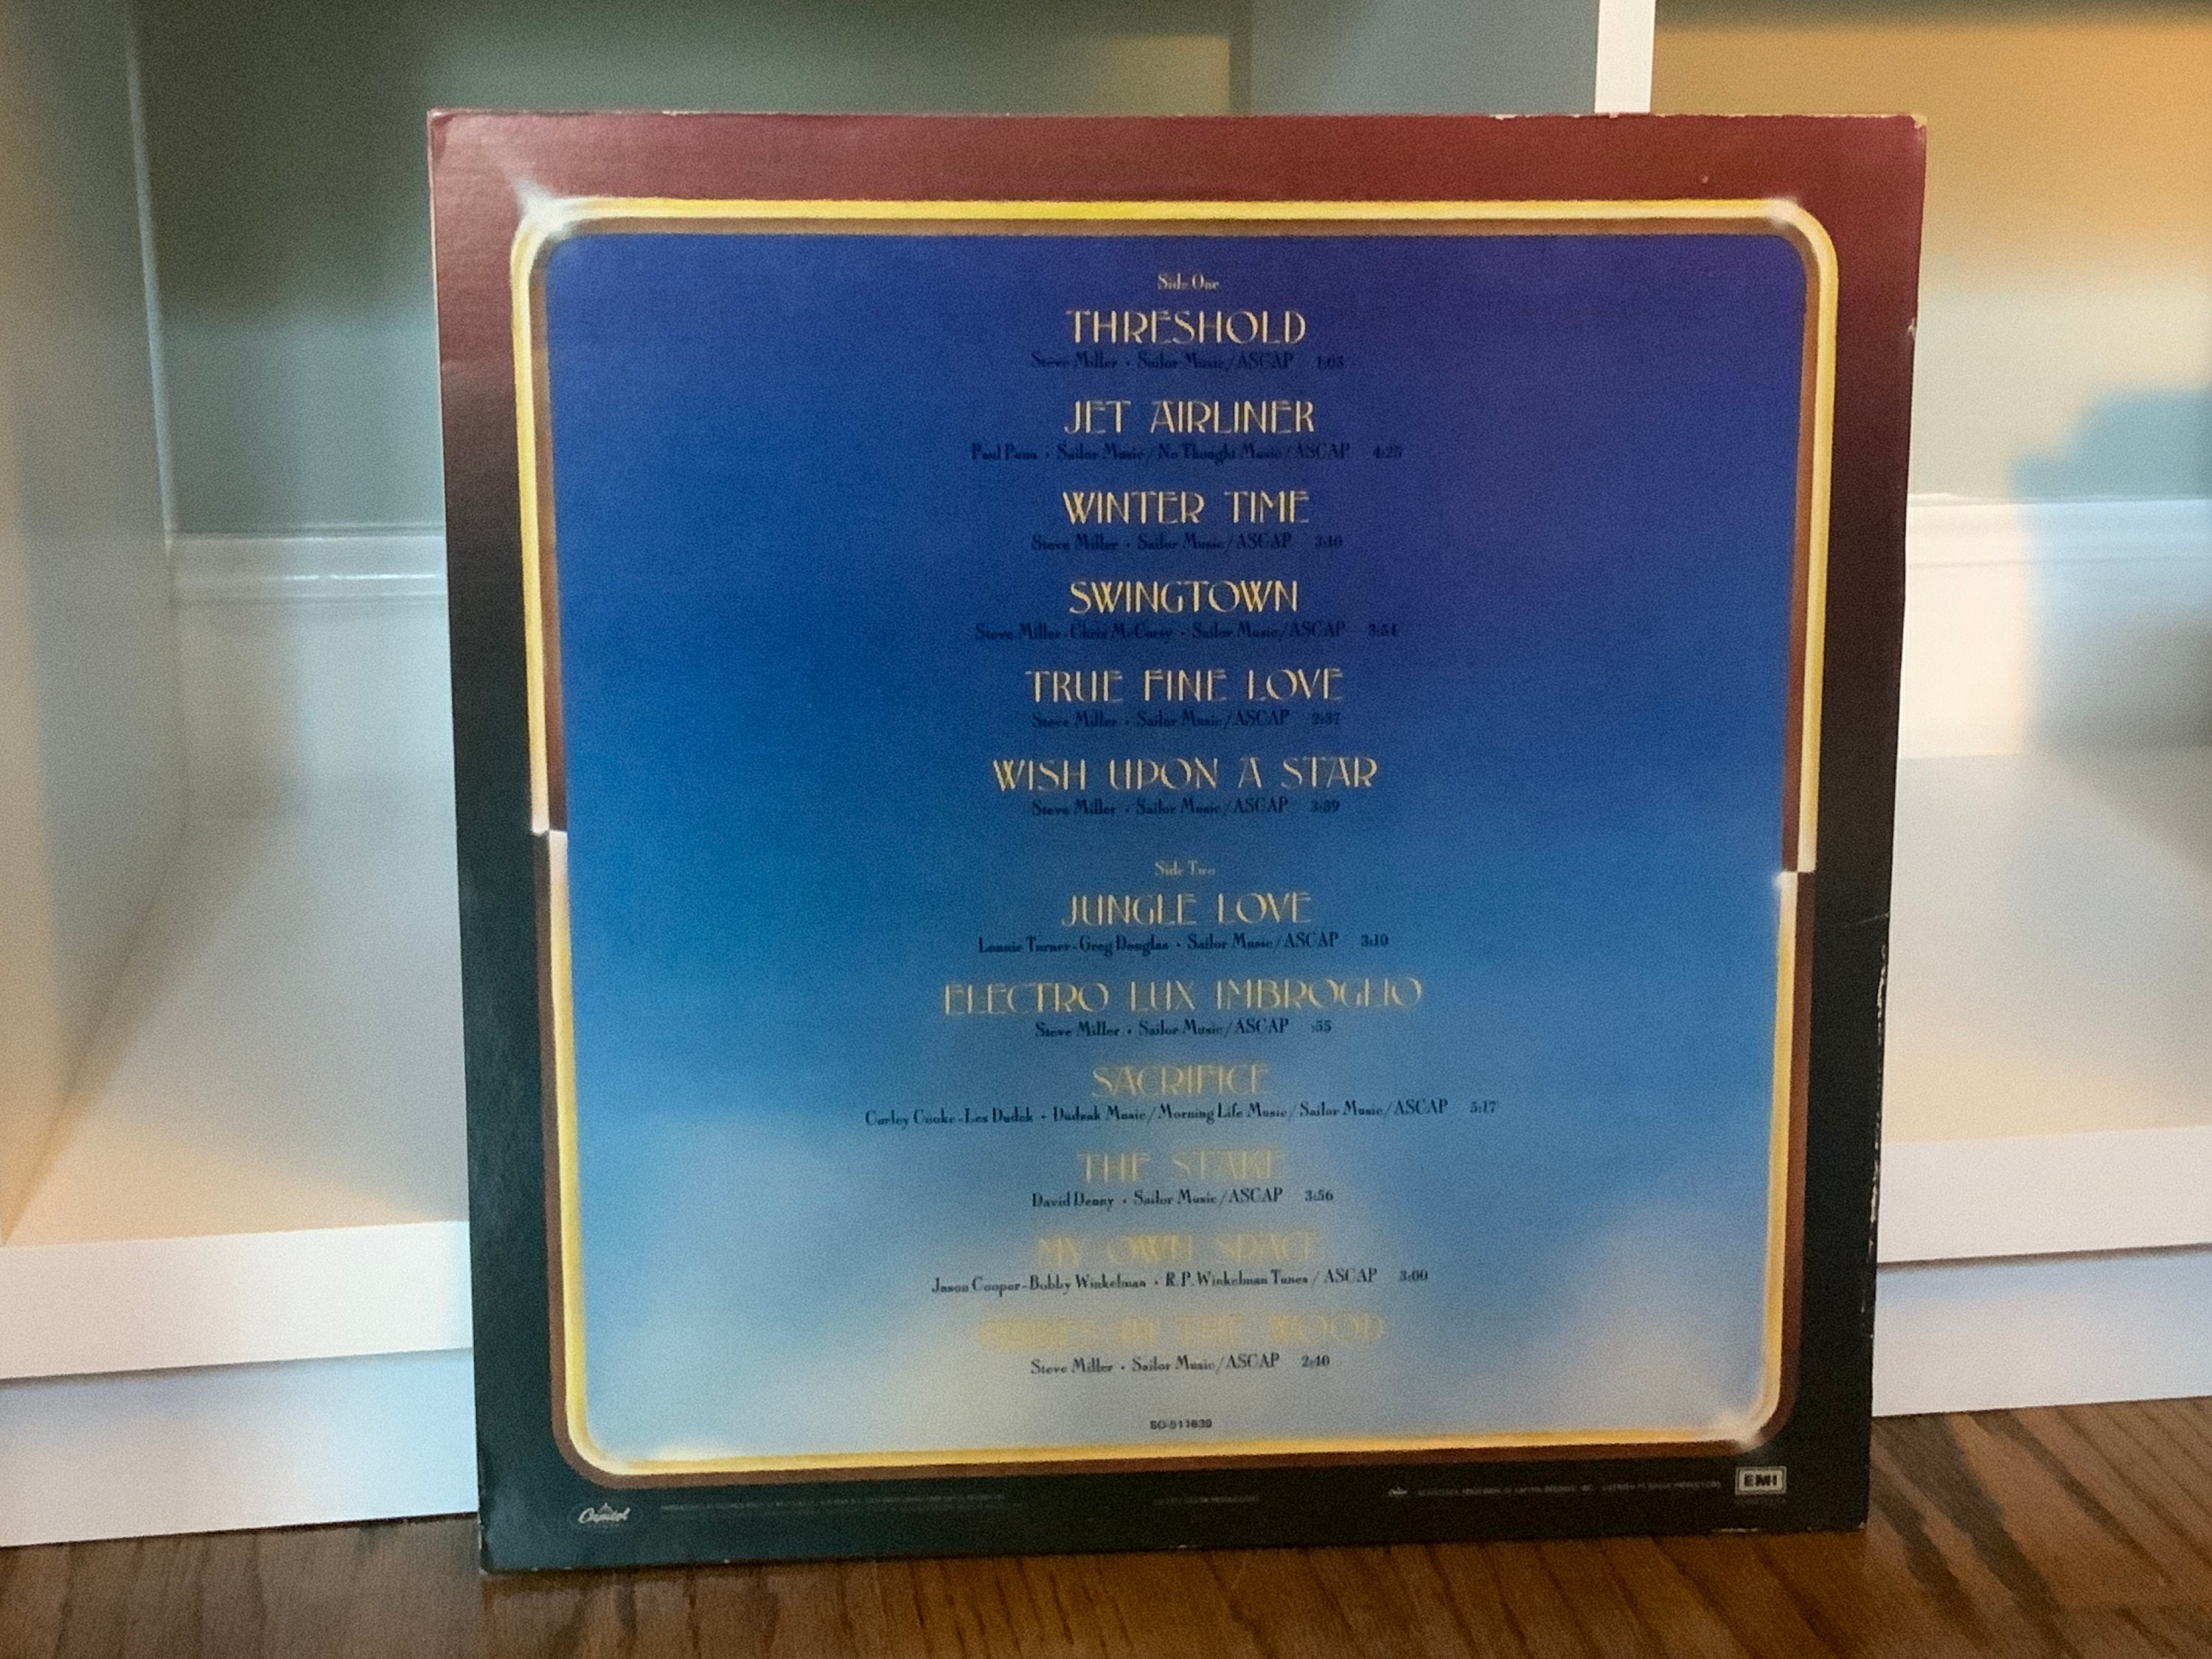 Side One
THRESHOLD
Steve Miller • Sailor Music/ASCAP 1:03
JET AIRLINER
Paul Pena • Sailor Music/No Thought Music/ASCAP 4:25
WINTER TIME
Steve Miller • Sailor Music/ASCAP 3:10
SWINGTOWN
Steve Miller-Chris McCarty • Sailor Music/ASCAP 3:54
TRUE FINE LOVE
Steve Miller • Sailor Music/ASCAP 2:37
WISH UPON A STAR
Steve Miller • Sailor Music/ASCAP 3:39
Side Two
JUNGLE LOVE
Lonnie Turner-Greg Douglas • Sailor Music/ASCAP 3:10
ELECTRO LUX IMBROGLIO
Steve Miller • Sailor Music/ASCAP :55
SACRIFICE
Curley Cooke-Les Dudek • Dudzak Music/Morning Life Music/Sailor Music/ASCAP 5:17
THE STAKE
David Denny • Sailor Music/ASCAP 3:56
MY OWN SPACE
Jason Cooper-Bobby Winkelman • R.P. Winkelman Tunes / ASCAP 3:00
IN THE WOOD
Steve Miller • Sailor Music/ASCAP 2:40
SO-511630
Capitol
EMI